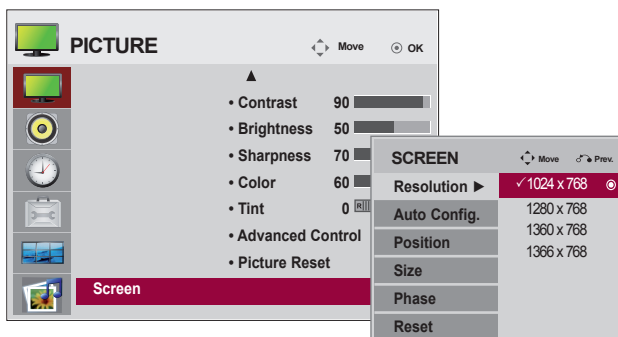 PICTURE
Move
OK
▲
• Contrast 90
• Brightness 50
• Sharpness 70
• Color 60
• Tint 0 R
• Advanced Control
• Picture Reset
Screen
SCREEN
Move
Prev.
Resolution ►
Auto Config.
Position
Size
Phase
Reset
✓1024 x 768
1280 x 768
1360 x 768
1366 x 768